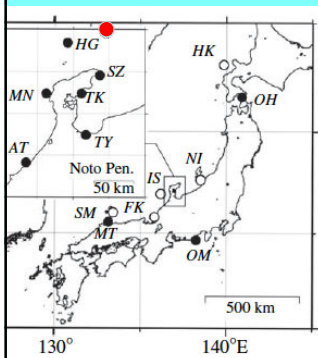 HG
HK
SZ
MN
TK
OH
TY
AT
NI
Noto Pen.
IS
50 km
SM
FK
MT
OM
500 km
130°
140°E